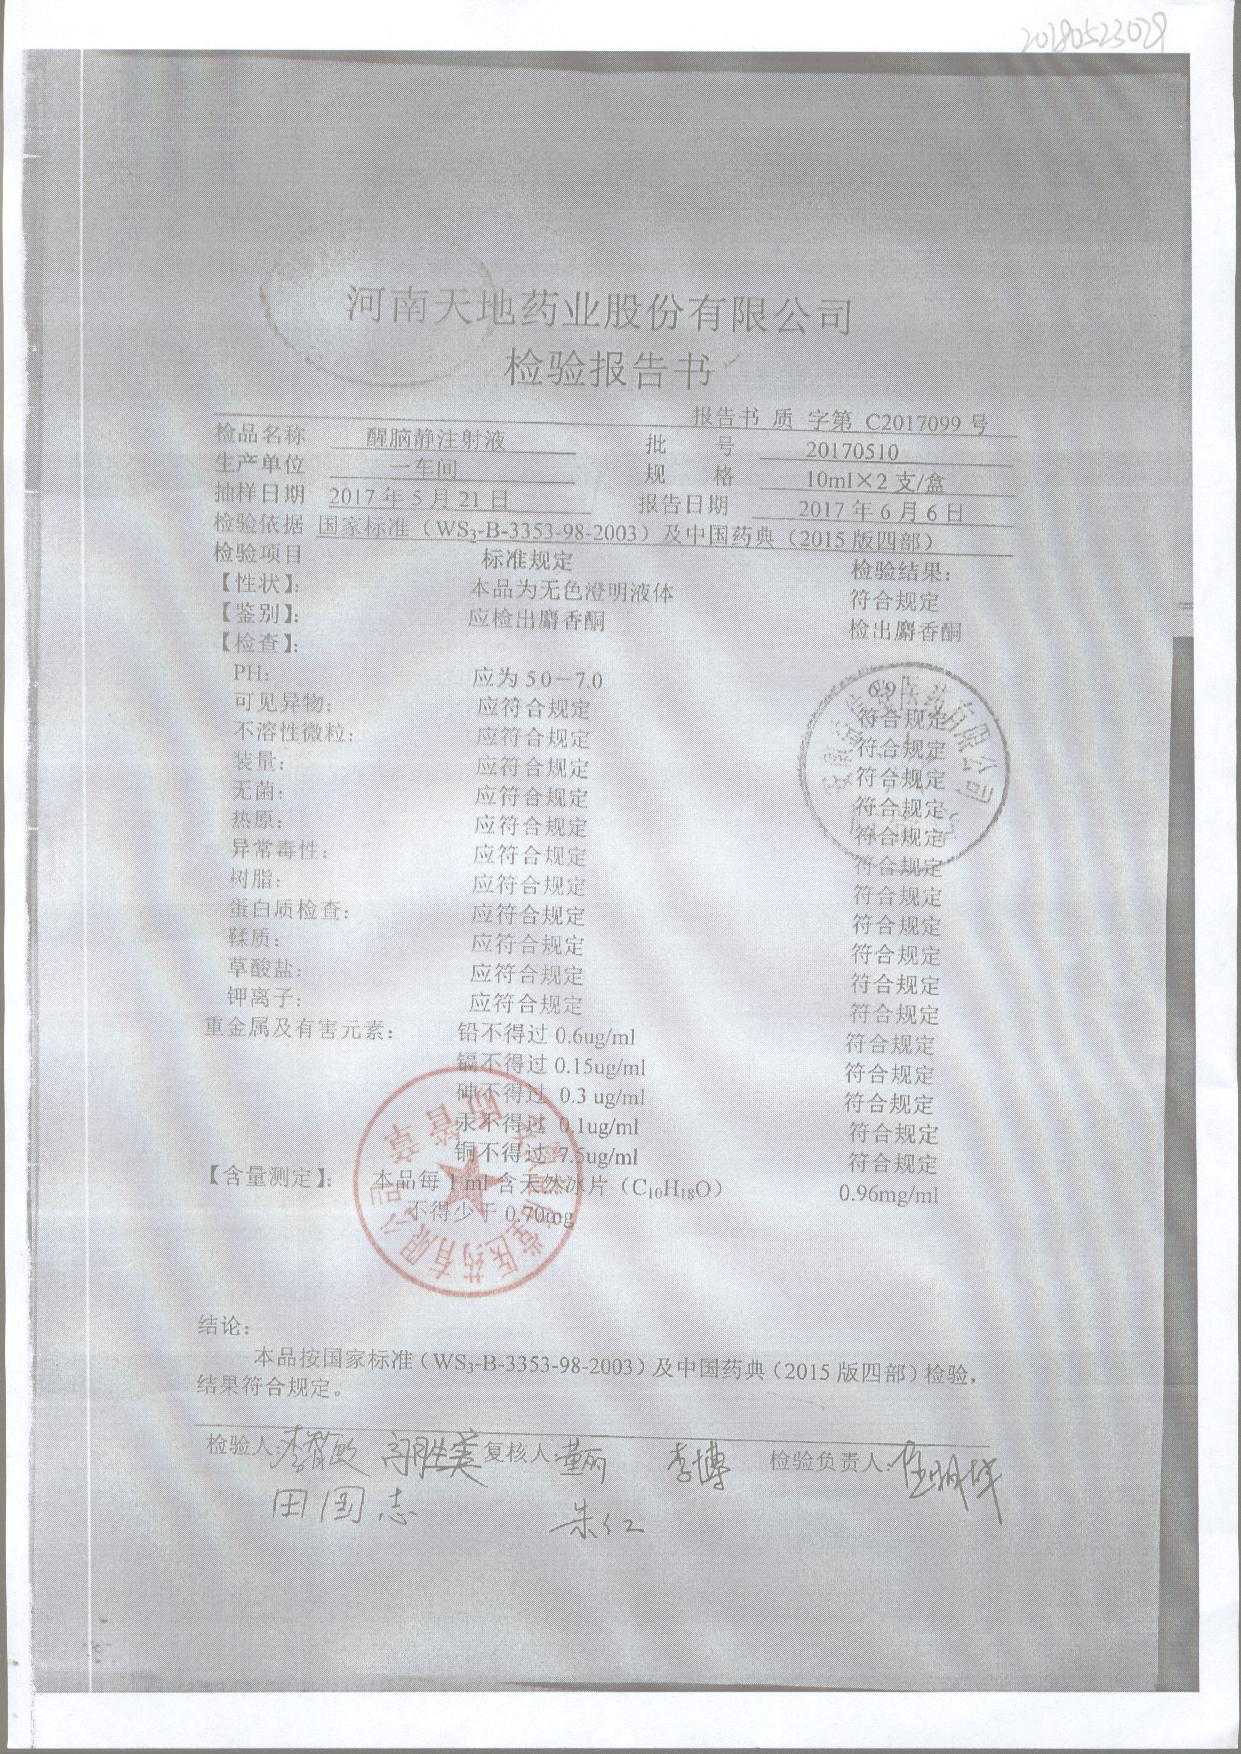 20180523029
河南天地药业股份有限公司
检验报告书
报告书 质 字第 C2017099 号
检品名称 醒脑静注射液 批 号 20170510
生产单位 一车间 规 格 10ml×2 支/盒
抽样日期 2017 年 5 月 21 日 报告日期 2017 年 6 月 6 日
检验依据 国家标准（WS₃-B-3353-98-2003）及中国药典（2015 版四部）
检验项目 标准规定 检验结果：
【性状】： 本品为无色澄明液体 符合规定
【鉴别】： 应检出麝香酮 检出麝香酮
【检查】：
PH： 应为 5.0－7.0 6.9
可见异物： 应符合规定 符合规定
不溶性微粒： 应符合规定 符合规定
装量： 应符合规定 符合规定
无菌： 应符合规定 符合规定
热原： 应符合规定 符合规定
异常毒性： 应符合规定 符合规定
树脂： 应符合规定 符合规定
蛋白质检查： 应符合规定 符合规定
鞣质： 应符合规定 符合规定
草酸盐： 应符合规定 符合规定
钾离子： 应符合规定 符合规定
重金属及有害元素： 铅不得过 0.6ug/ml 符合规定
镉不得过 0.15ug/ml 符合规定
砷不得过 0.3 ug/ml 符合规定
汞不得过 0.1ug/ml 符合规定
铜不得过 7.5ug/ml 符合规定
【含量测定】： 本品每 1 ml 含天然冰片（C₁₀H₁₈O） 0.96mg/ml
不得少于 0.70mg
医药有限公司
医药有限公司
结论：
本品按国家标准（WS₃-B-3353-98-2003）及中国药典（2015 版四部）检验，
结果符合规定。
检验人： 复核人：董丽 李博 检验负责人：
田国志 朱红